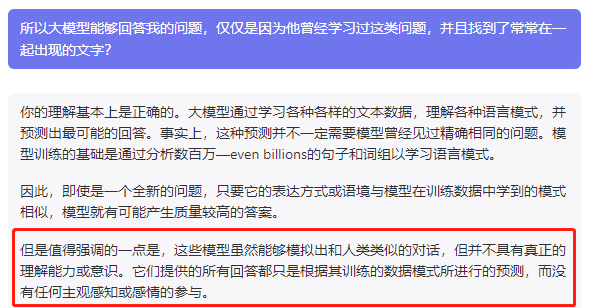 所以大模型能够回答我的问题，仅仅是因为他曾经学习过这类问题，并且找到了常常在一
起出现的文字？
你的理解基本上是正确的。大模型通过学习各种各样的文本数据，理解各种语言模式，并
预测出最可能的回答。事实上，这种预测并不一定需要模型曾经见过精确相同的问题。模
型训练的基础是通过分析数百万—even billions的句子和词组以学习语言模式。
因此，即使是一个全新的问题，只要它的表达方式或语境与模型在训练数据中学到的模式
相似，模型就有可能产生质量较高的答案。
但是值得强调的一点是，这些模型虽然能够模拟出和人类类似的对话，但并不具有真正的
理解能力或意识。它们提供的所有回答都只是根据其训练的数据模式所进行的预测，而没
有任何主观感知或感情的参与。